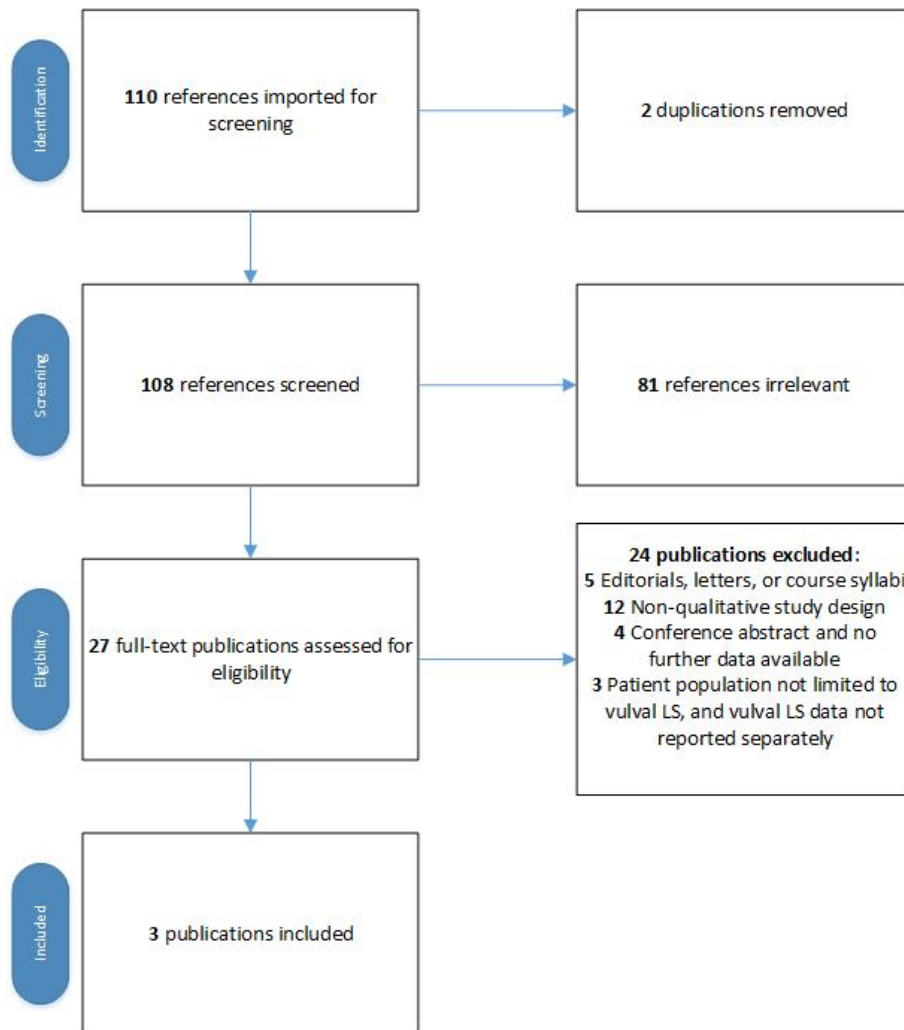 Identification
110 references imported for
screening
2 duplications removed
Screening
108 references screened
81 references irrelevant
Eligibility
27 full-text publications assessed for
eligibility
24 publications excluded:
5 Editorials, letters, or course syllabi
12 Non-qualitative study design
4 Conference abstract and no
further data available
3 Patient population not limited to
vulval LS, and vulval LS data not
reported separately
Included
3 publications included